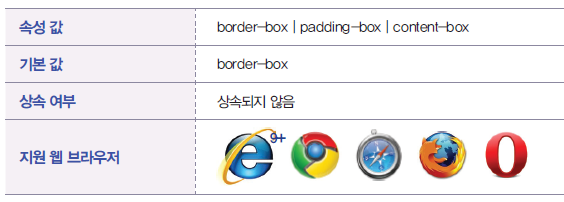 속성 값 border-box | padding-box | content-box
기본 값 border-box
상속 여부 상속되지 않음
지원 웹 브라우저 9+